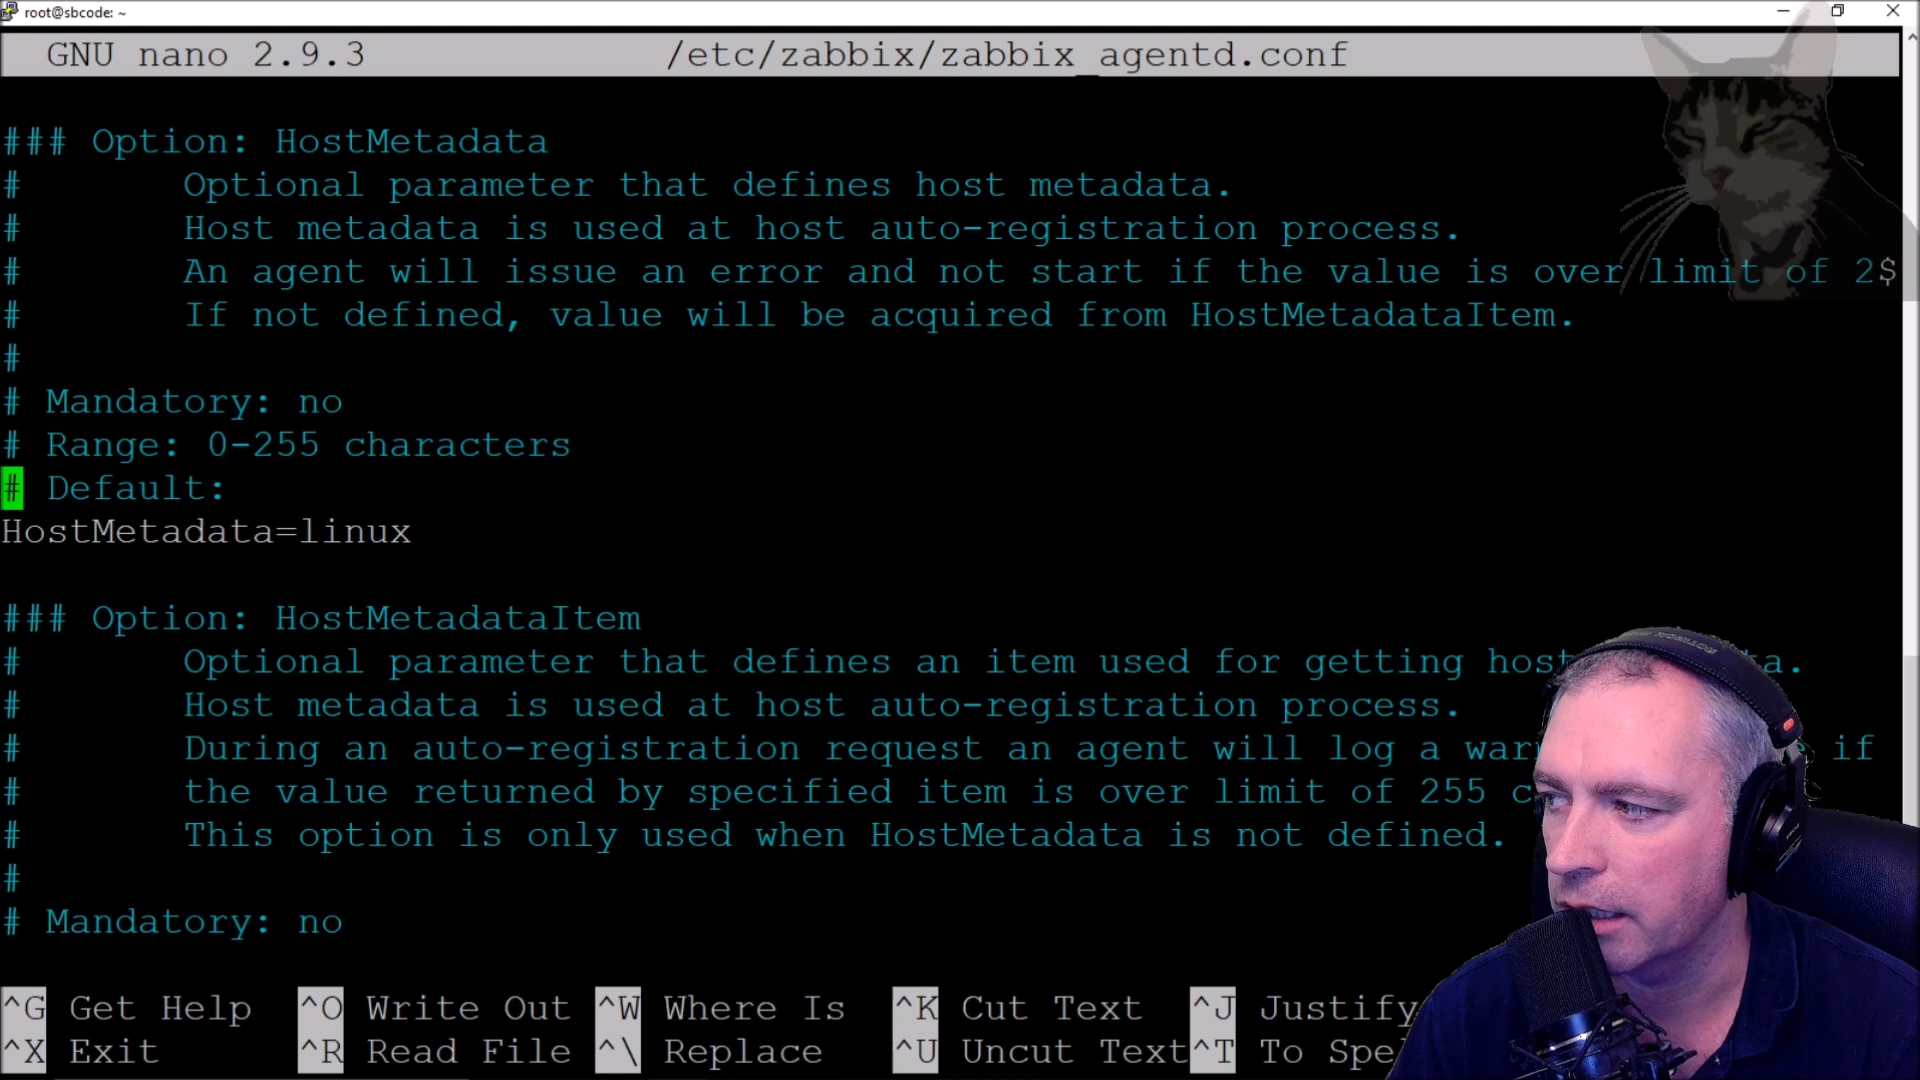 root@sbcode: ~
GNU nano 2.9.3 /etc/zabbix/zabbix_agentd.conf
### Option: HostMetadata
# Optional parameter that defines host metadata.
# Host metadata is used at host auto-registration process.
# An agent will issue an error and not start if the value is over limit of 2$
# If not defined, value will be acquired from HostMetadataItem.
#
# Mandatory: no
# Range: 0-255 characters
# Default:
HostMetadata=linux
### Option: HostMetadataItem
# Optional parameter that defines an item used for getting host
# Host metadata is used at host auto-registration process.
# During an auto-registration request an agent will log a if
# the value returned by specified item is over limit of 255
# This option is only used when HostMetadata is not defined.
#
# Mandatory: no
^G Get Help ^O Write Out ^W Where Is ^K Cut Text ^J Justify
^X Exit ^R Read File ^\ Replace ^U Uncut Text ^T To